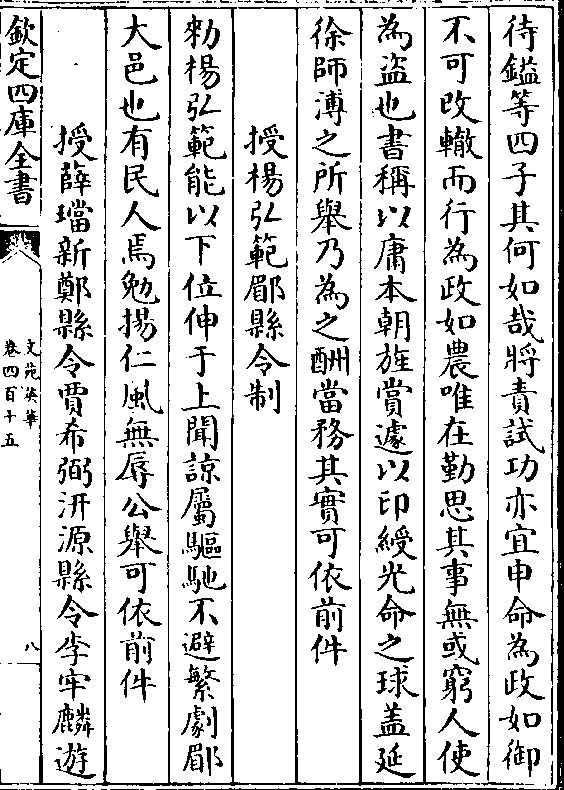 待鎰等四子其何如哉將責試功亦宜申命為政如御
不可改轍而行為政如農唯在勤思其事無或窮人使
為盜也書稱以庸本朝旌賞遽以印綬光命之球蓋延
徐師溥之所舉乃為之酬當務其實可依前件
授楊弘範郿縣令制
勑楊弘範能以下位伸于上聞諒屬驅馳不避繁劇郿
大邑也有民人焉勉揚仁風無辱公舉可依前件
授薛璫新鄭縣令賈希弼汧源縣令李牢麟遊
欽定四庫全書
文苑英華
卷四百十五
八